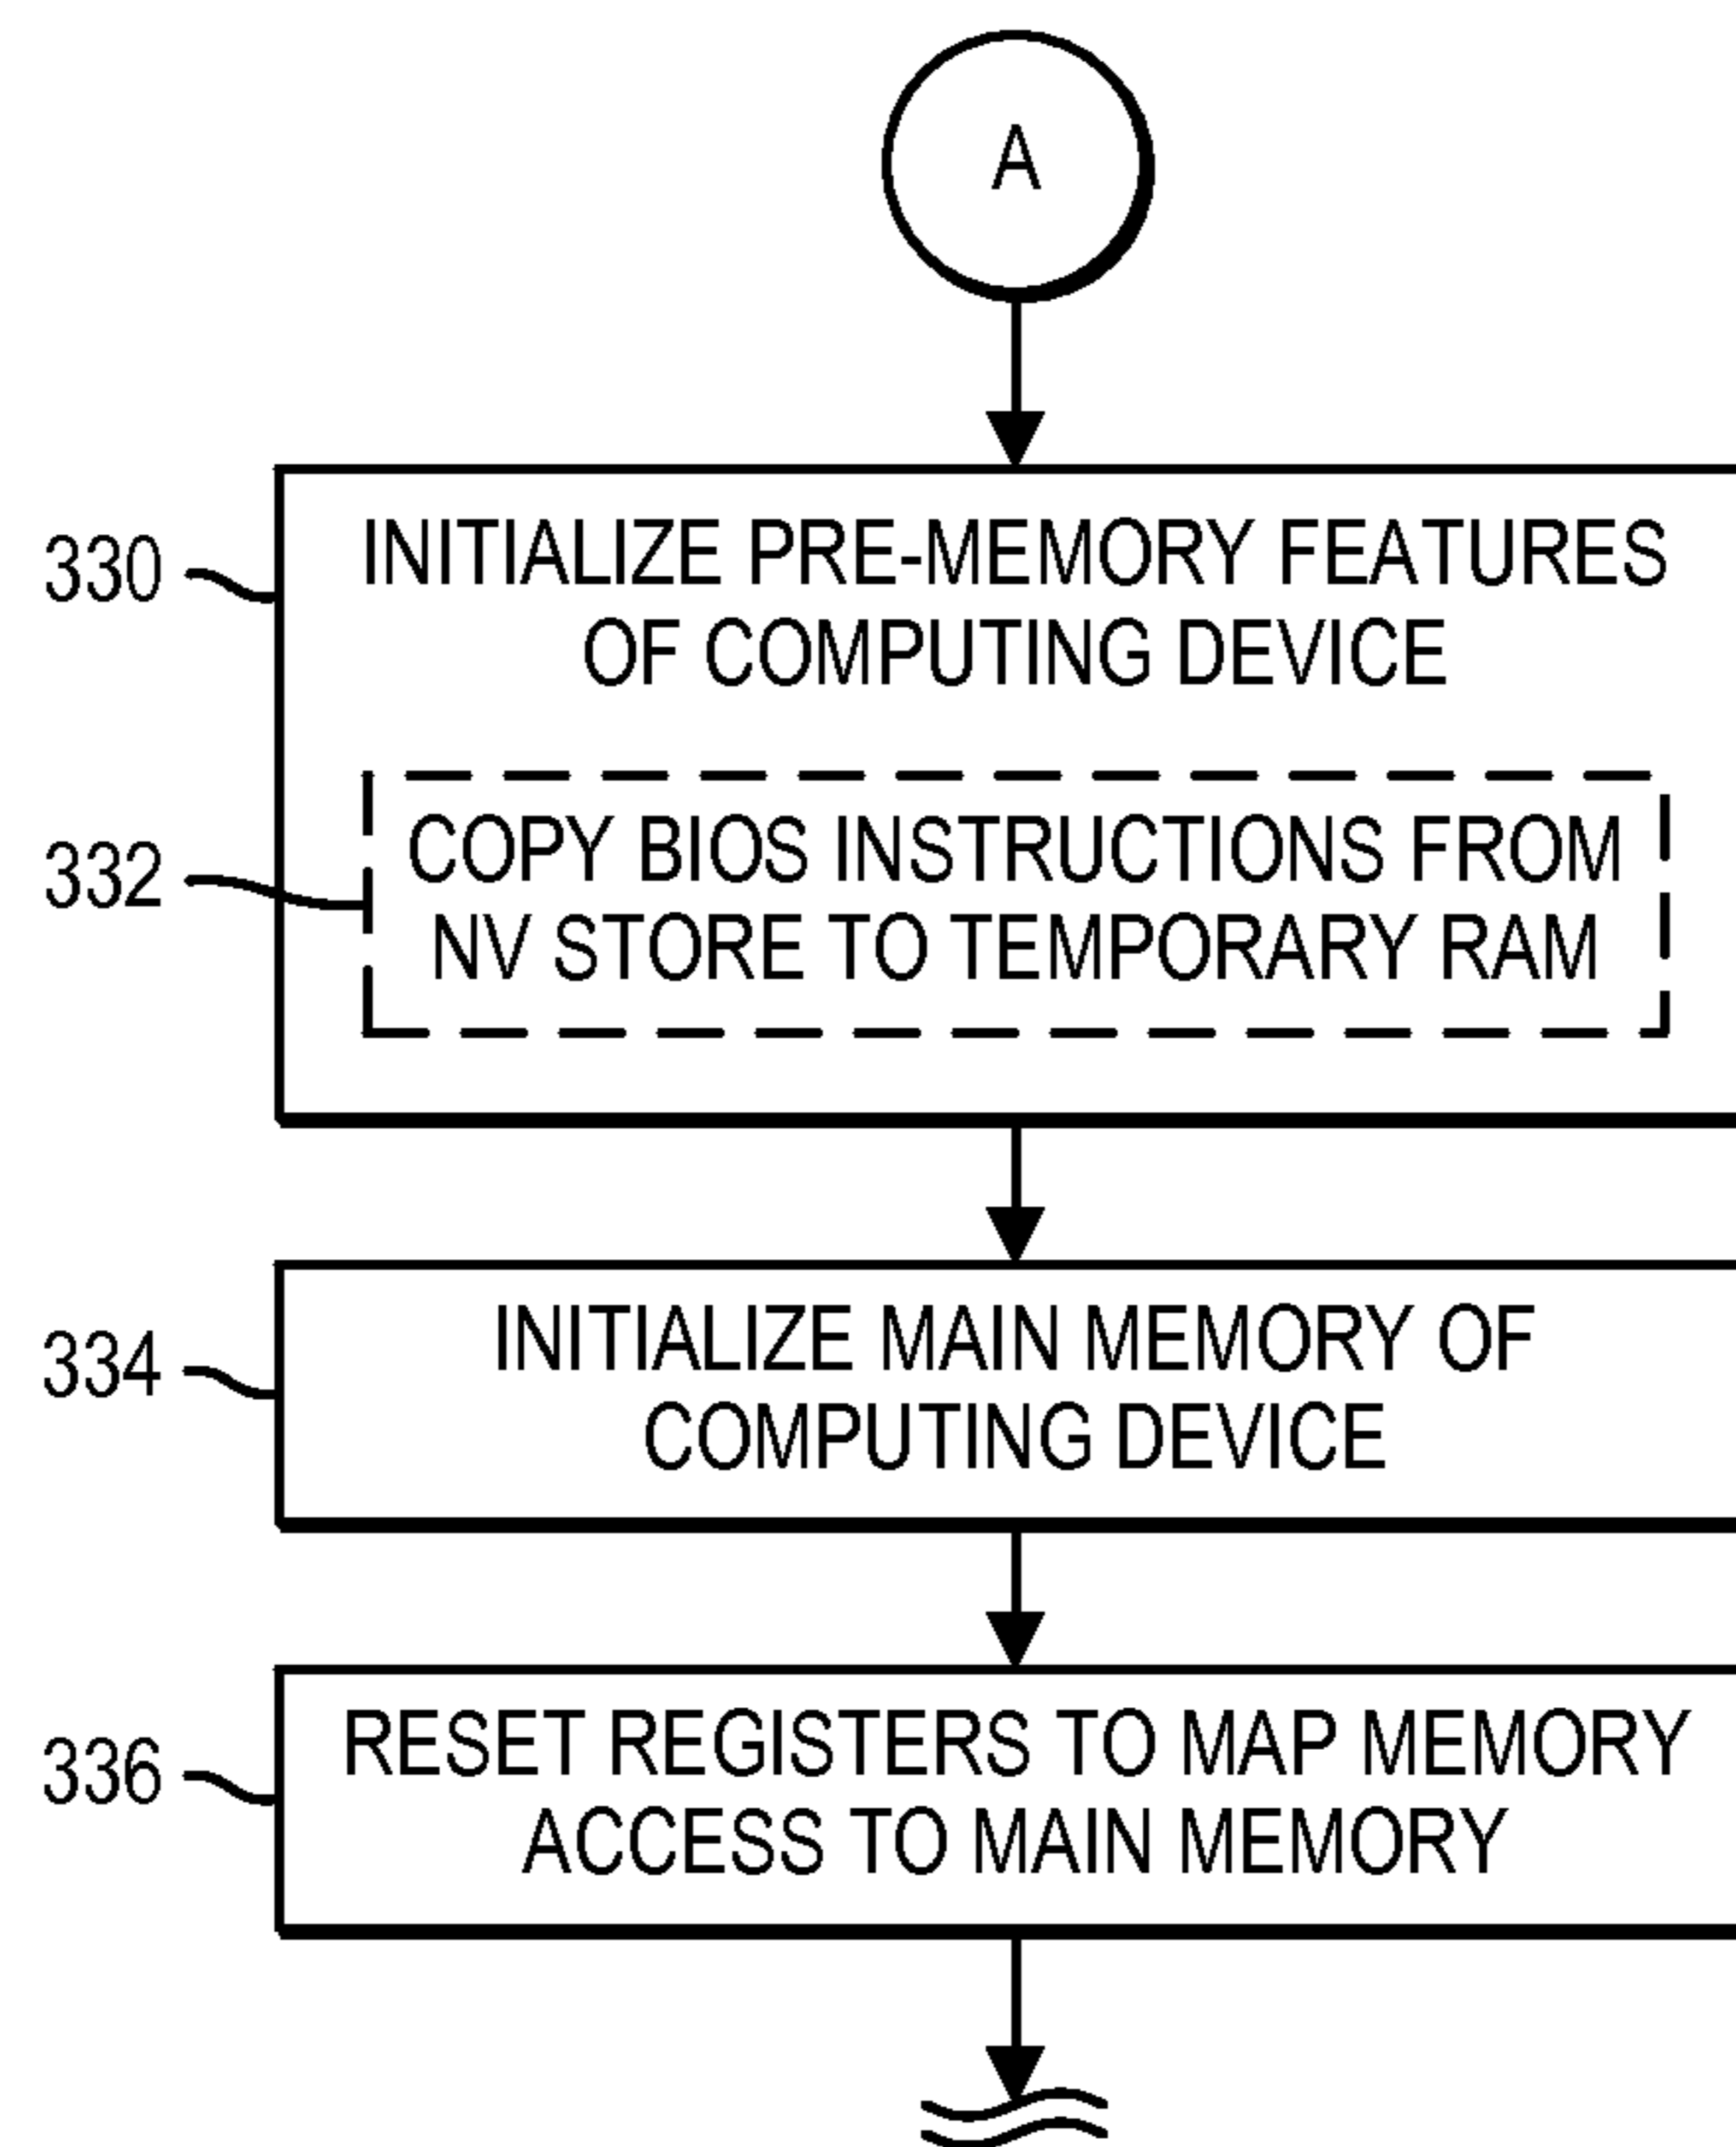 A
330
INITIALIZE PRE-MEMORY FEATURES
OF COMPUTING DEVICE
332
COPY BIOS INSTRUCTIONS FROM
NV STORE TO TEMPORARY RAM
334
INITIALIZE MAIN MEMORY OF
COMPUTING DEVICE
336
RESET REGISTERS TO MAP MEMORY
ACCESS TO MAIN MEMORY